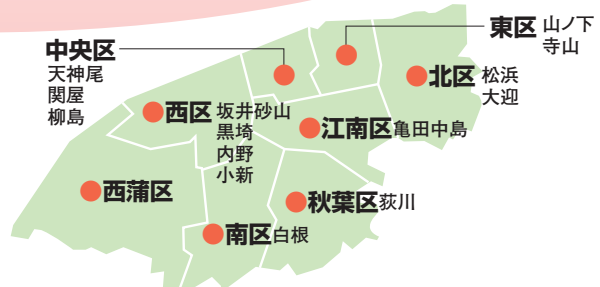 中央区
天神尾
関屋
柳島
東区 山ノ下
寺山
北区 松浜
大迎
西区 坂井砂山
黒埼
内野
小新
江南区 亀田中島
西蒲区
秋葉区 荻川
南区 白根